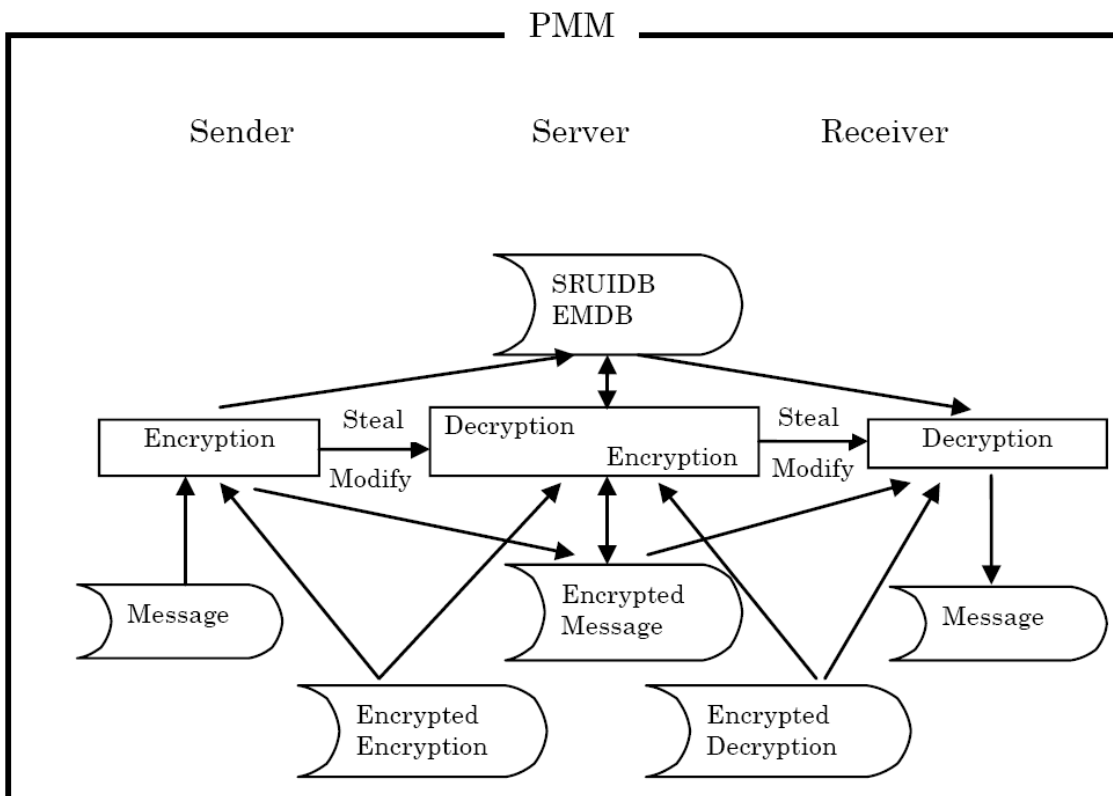 PMM
Sender
Server
Receiver
SRUIDB
EMDB
Encryption
Steal
Modify
Decryption
Encryption
Steal
Modify
Decryption
Message
Encrypted
Message
Message
Encrypted
Encryption
Encrypted
Decryption